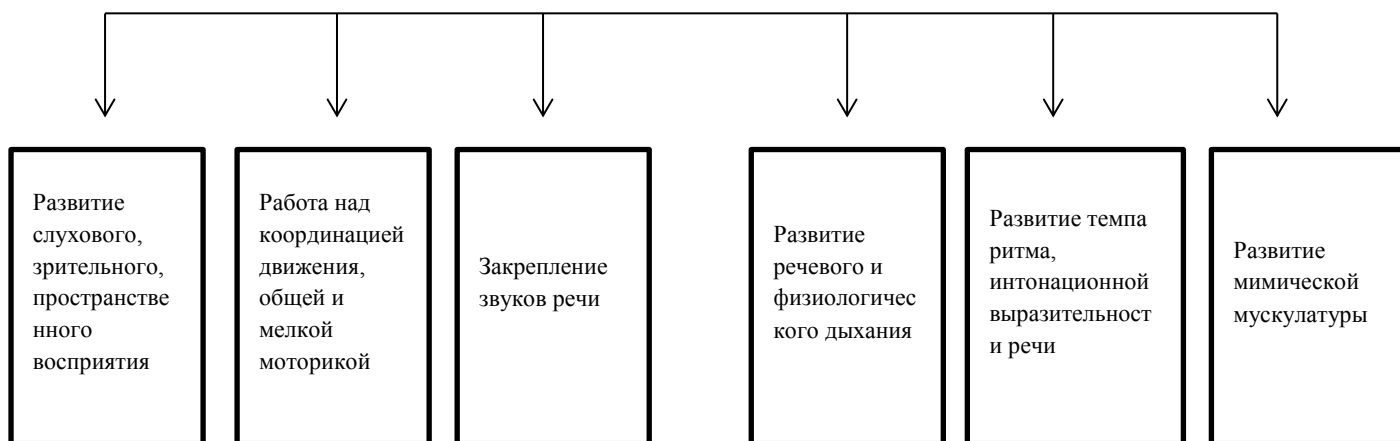 Развитие
слухового,
зрительного,
пространстве
нного
восприятия
Работа над
координацией
движения,
общей и
мелкой
моторикой
Закрепление
звуков речи
Развитие
речевого и
физиологичес
кого дыхания
Развитие темпа
ритма,
интонационной
выразительност
и речи
Развитие
мимической
мускулатуры